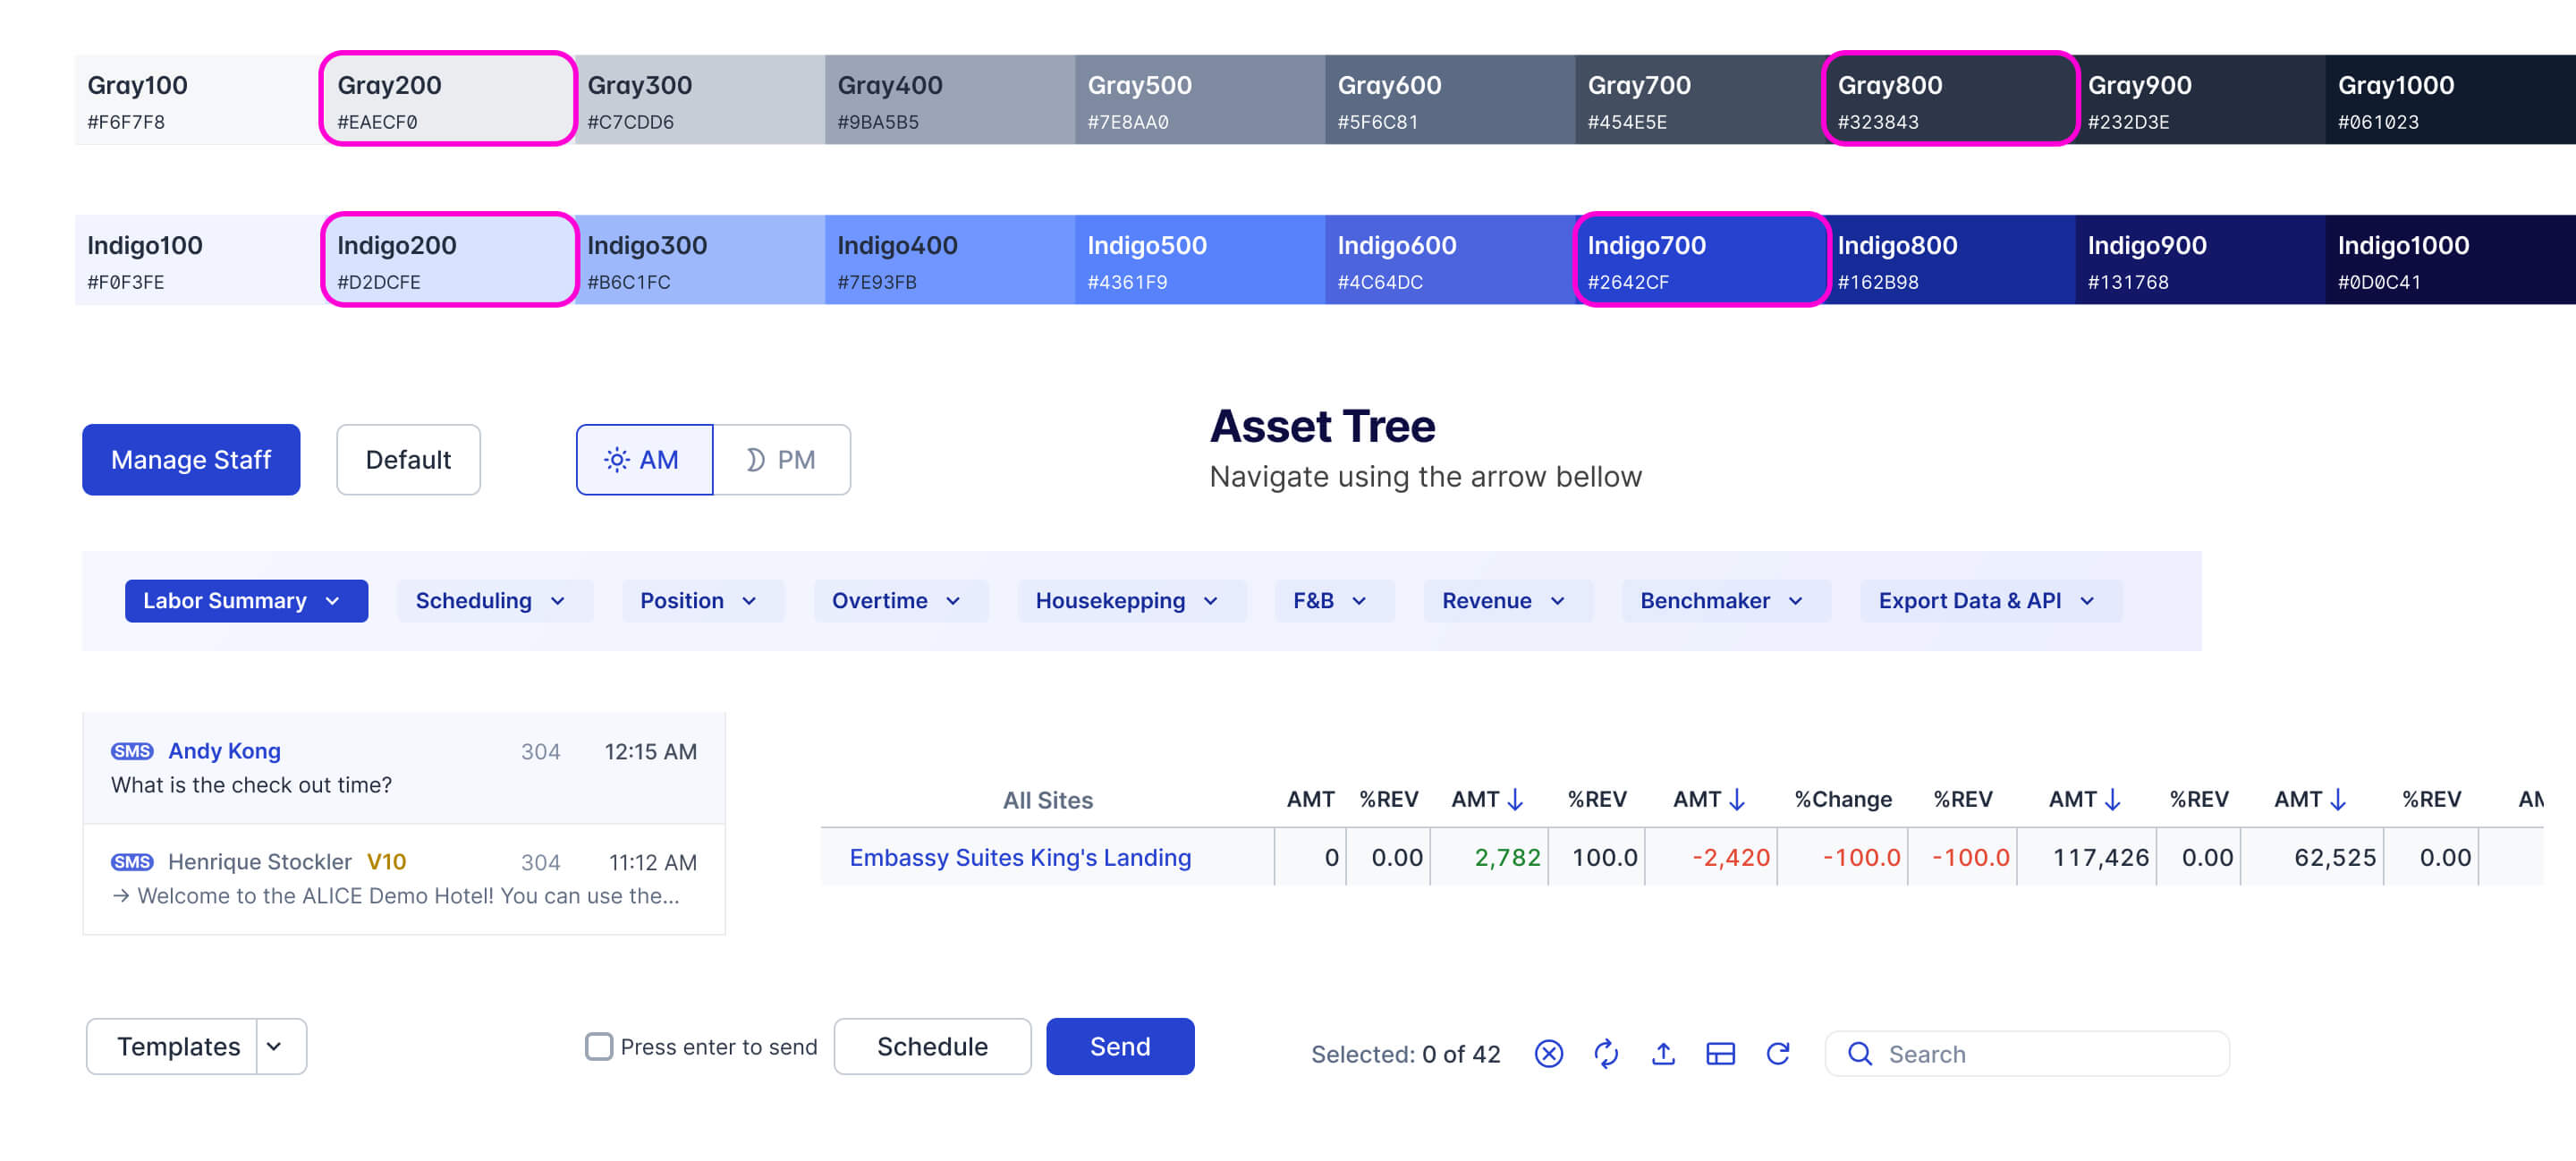 Gray100 Gray200 Gray300 Gray400 Gray500 Gray600 Gray700 Gray800 Gray900 Gray1000
#F6F7F8 #EAECF0 #C7CDD6 #9BA5B5 #7E8AA0 #5F6C81 #454E5E #323843 #232D3E #061023
Indigo100 Indigo200 Indigo300 Indigo400 Indigo500 Indigo600 Indigo700 Indigo800 Indigo900 Indigo1000
#F0F3FE #D2DCFE #B6C1FC #7E93FB #4361F9 #4C64DC #2642CF #162B98 #131768 #0D0C41
Manage Staff Default AM PM
Asset Tree
Navigate using the arrow bellow
Labor Summary Scheduling Position Overtime Housekepping F&B Revenue Benchmaker Export Data & API
SMS Andy Kong 304 12:15 AM
What is the check out time?
SMS Henrique Stockler V10 304 11:12 AM
→ Welcome to the ALICE Demo Hotel! You can use the...
All Sites AMT %REV AMT ↓ %REV AMT ↓ %Change %REV AMT ↓ %REV AMT ↓ %REV
Embassy Suites King's Landing 0 0.00 2,782 100.0 -2,420 -100.0 -100.0 117,426 0.00 62,525 0.00
Templates Press enter to send Schedule Send
Selected: 0 of 42 Search